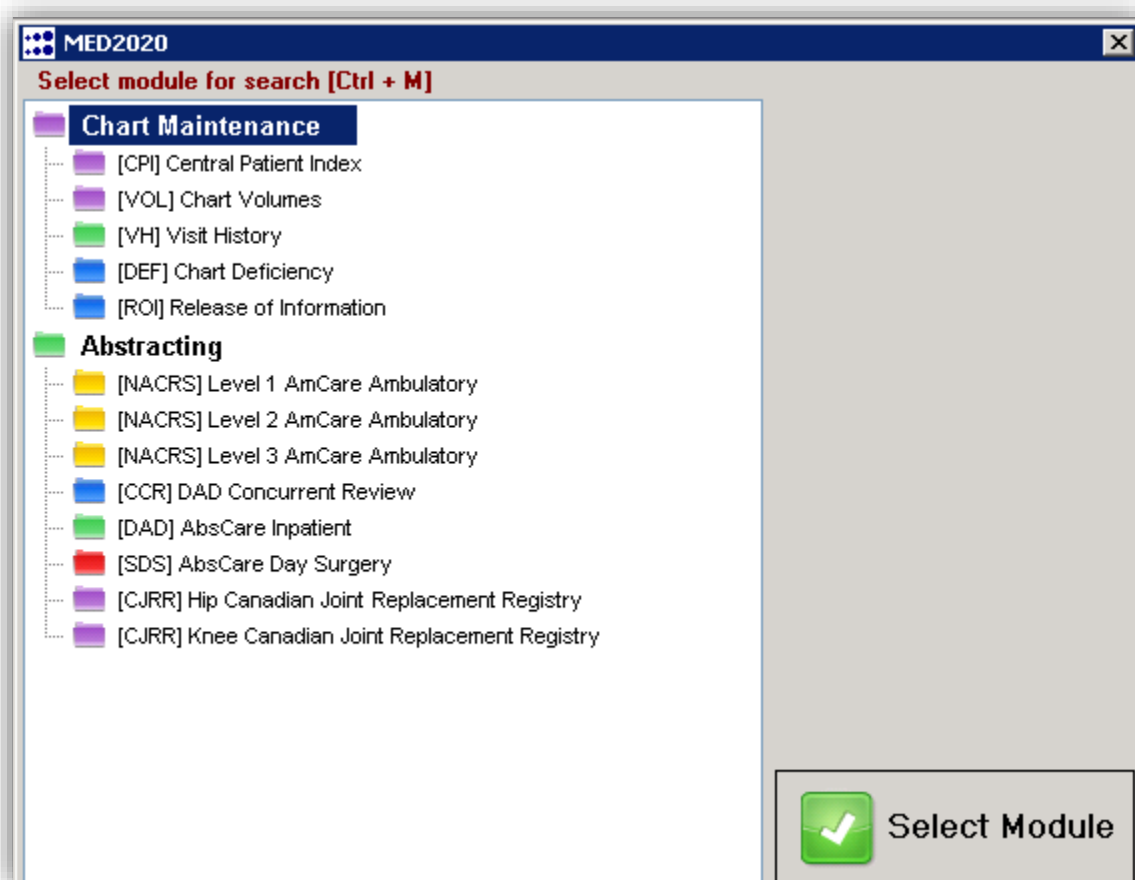 MED2020
Select module for search [Ctrl + M]
Chart Maintenance
[CPI] Central Patient Index
[VOL] Chart Volumes
[VH] Visit History
[DEF] Chart Deficiency
[ROI] Release of Information
Abstracting
[NACRS] Level 1 AmCare Ambulatory
[NACRS] Level 2 AmCare Ambulatory
[NACRS] Level 3 AmCare Ambulatory
[CCR] DAD Concurrent Review
[DAD] AbsCare Inpatient
[SDS] AbsCare Day Surgery
[CJRR] Hip Canadian Joint Replacement Registry
[CJRR] Knee Canadian Joint Replacement Registry
Select Module